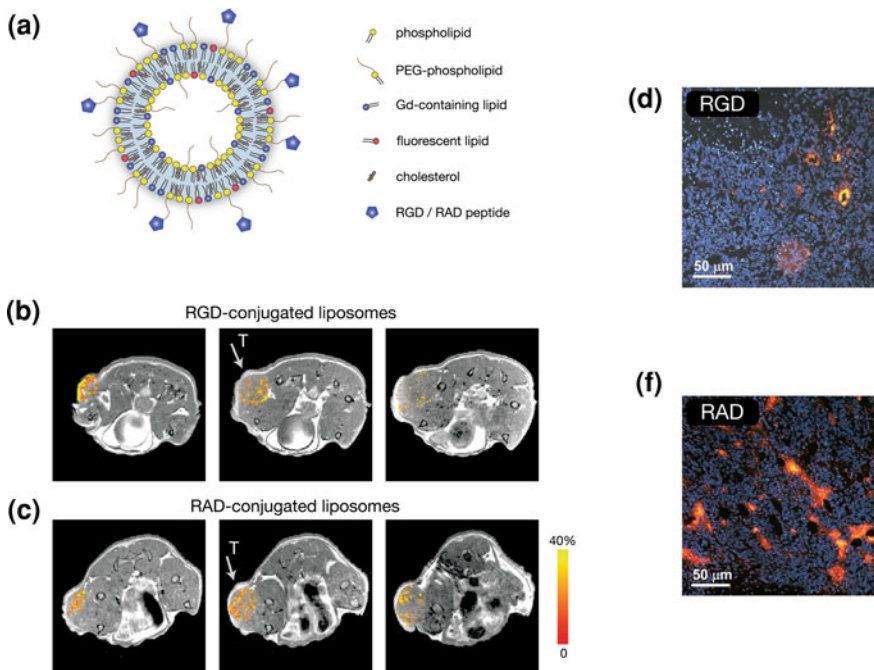 (a)
phospholipid
PEG-phospholipid
Gd-containing lipid
fluorescent lipid
cholesterol
RGD / RAD peptide
(b)
RGD-conjugated liposomes
T
(c)
RAD-conjugated liposomes
T
40%
0
(d)
RGD
50 μm
(f)
RAD
50 μm